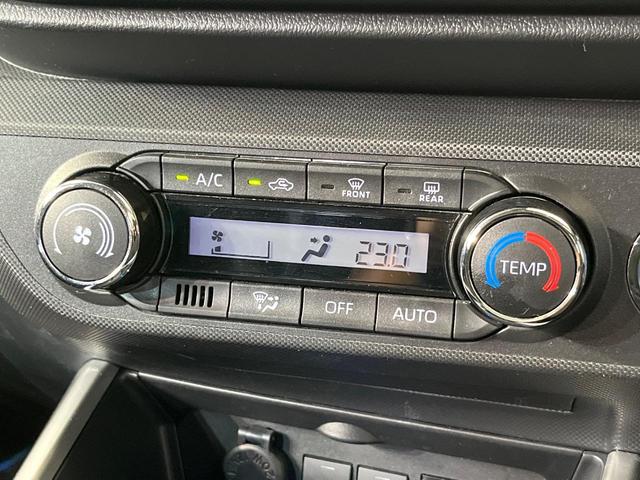 A/C
FRONT
REAR
23.0
TEMP
OFF
AUTO